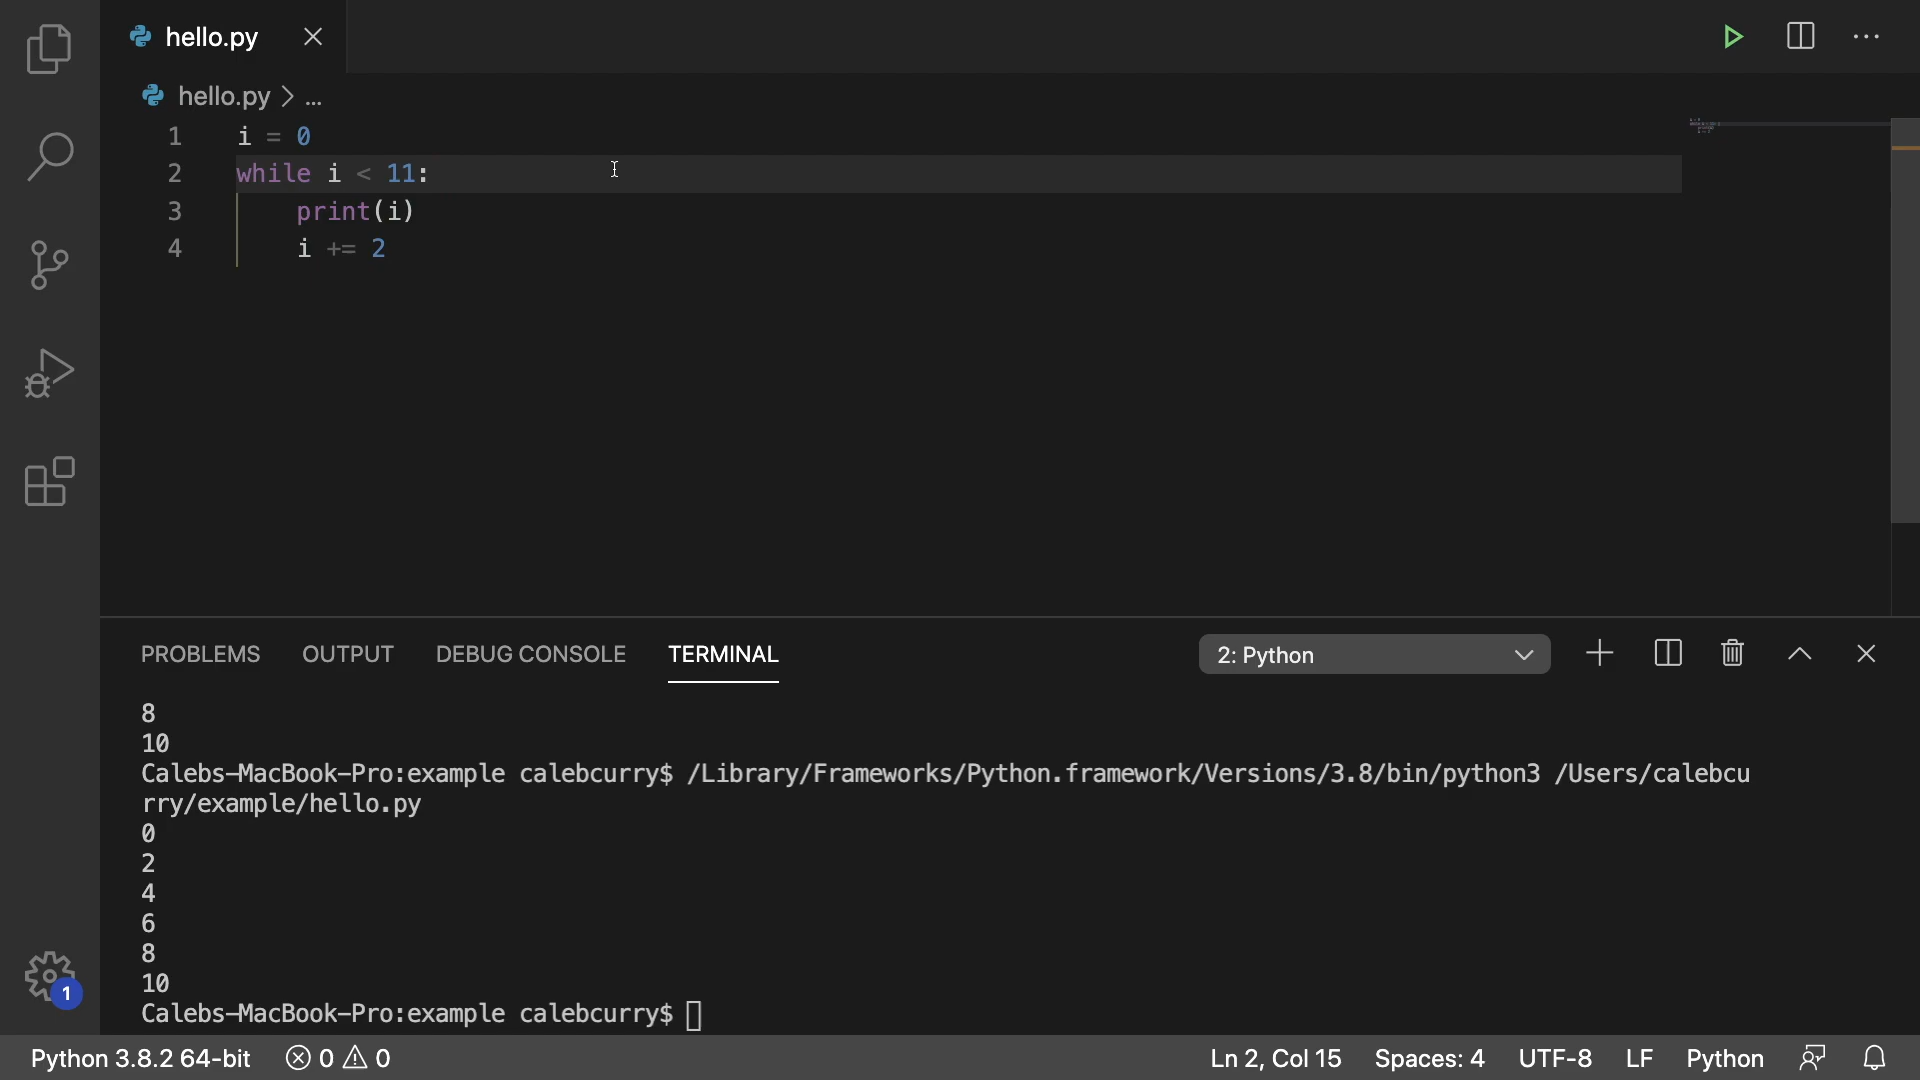 hello.py
hello.py > ...
1 i = 0
2 while i < 11:
3 print(i)
4 i += 2
PROBLEMS OUTPUT DEBUG CONSOLE TERMINAL 2: Python
8
10
Calebs-MacBook-Pro:example calebcurry$ /Library/Frameworks/Python.framework/Versions/3.8/bin/python3 /Users/calebcu
rry/example/hello.py
0
2
4
6
8
10
Calebs-MacBook-Pro:example calebcurry$
1
Python 3.8.2 64-bit 0 0 Ln 2, Col 15 Spaces: 4 UTF-8 LF Python